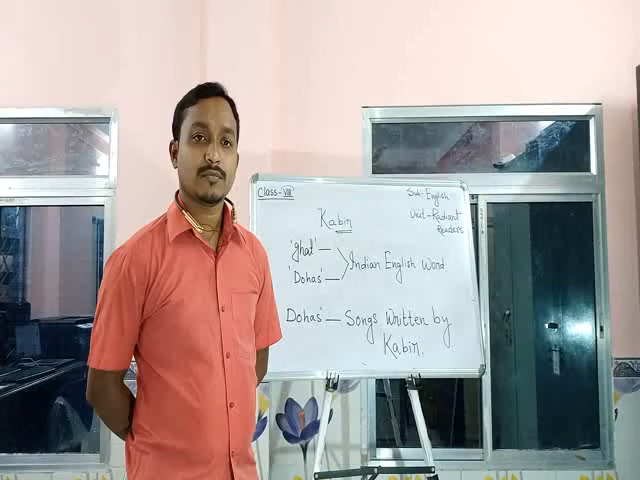 Class-VIII
Sub-English
Unit-Radiant
Readers
Kabir
'ghat' —
Indian English Word
'Dohas' —
Dohas' — Songs Written by
Kabir.